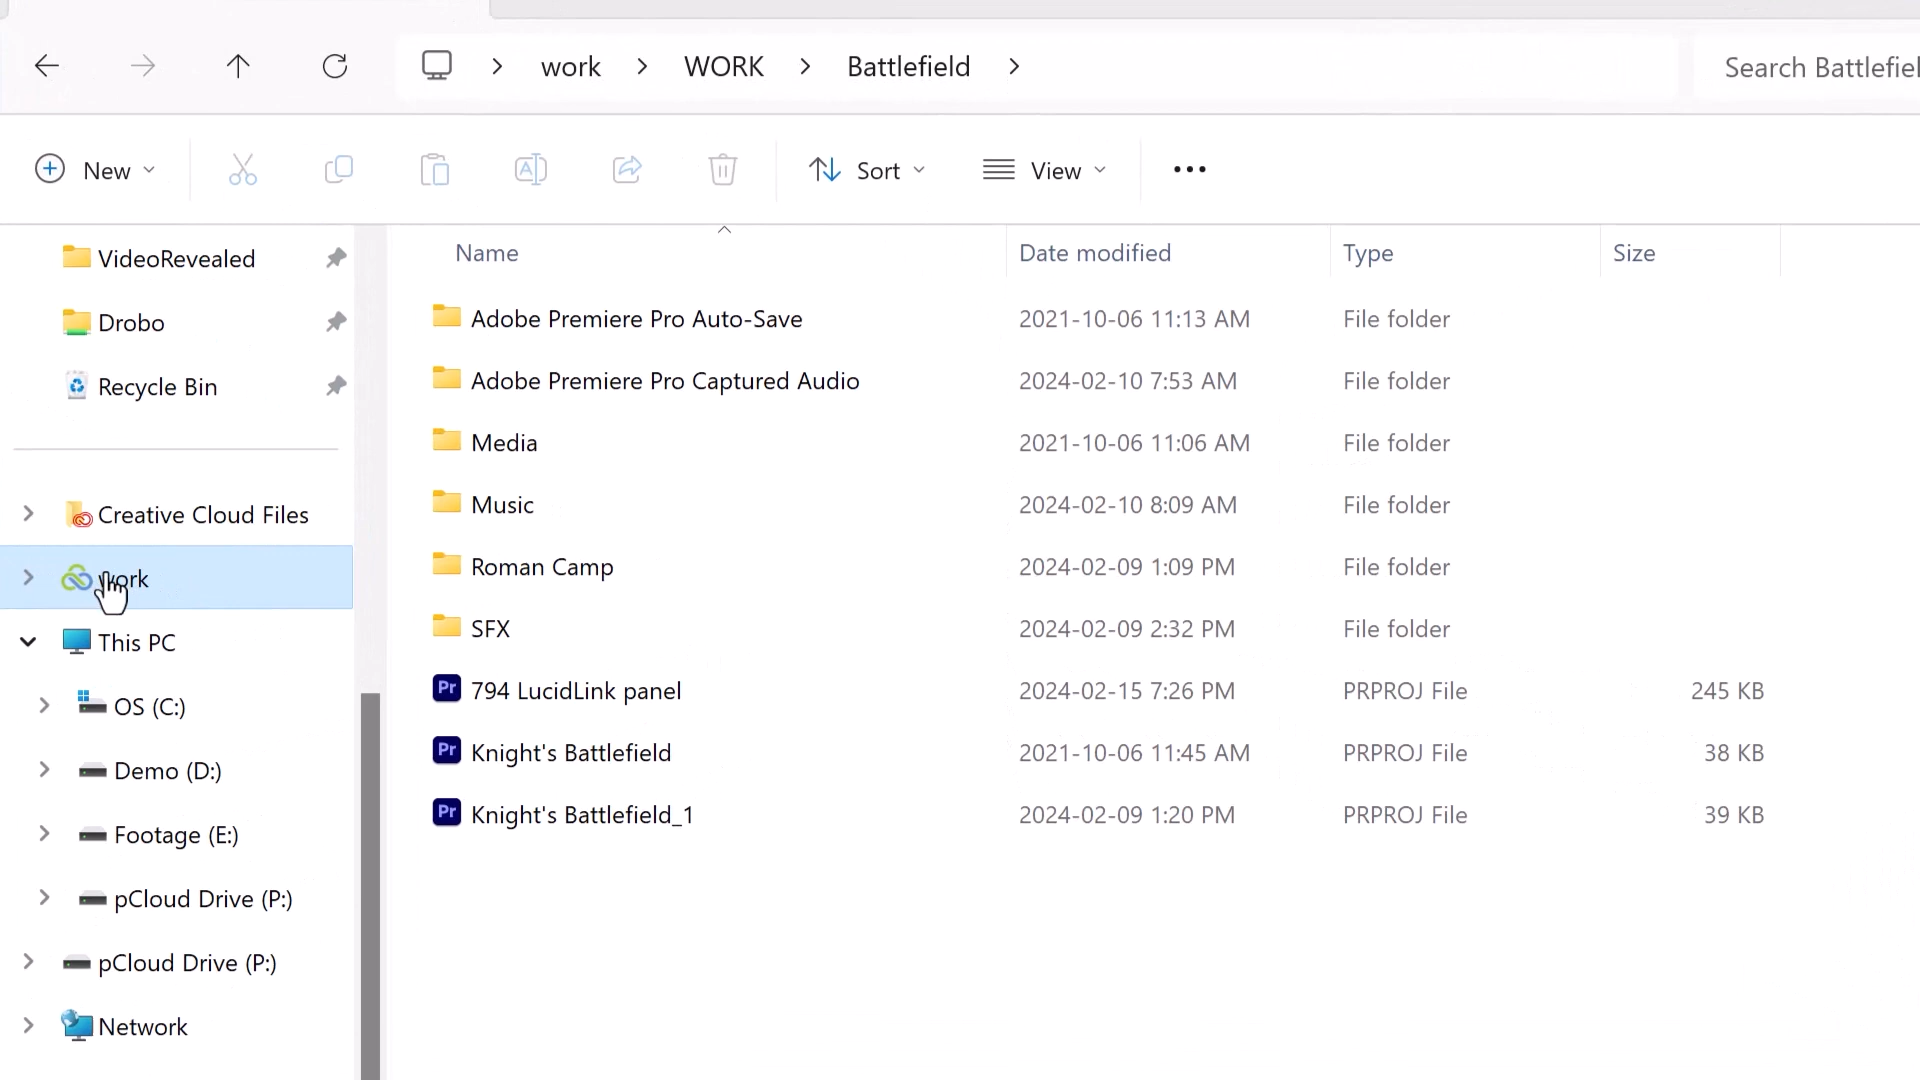 work > WORK > Battlefield >
Search Battlefiel
New
Sort
View
VideoRevealed
Drobo
Recycle Bin
Creative Cloud Files
work
This PC
OS (C:)
Demo (D:)
Footage (E:)
pCloud Drive (P:)
pCloud Drive (P:)
Network
Name Date modified Type Size
Adobe Premiere Pro Auto-Save 2021-10-06 11:13 AM File folder
Adobe Premiere Pro Captured Audio 2024-02-10 7:53 AM File folder
Media 2021-10-06 11:06 AM File folder
Music 2024-02-10 8:09 AM File folder
Roman Camp 2024-02-09 1:09 PM File folder
SFX 2024-02-09 2:32 PM File folder
Pr 794 LucidLink panel 2024-02-15 7:26 PM PRPROJ File 245 KB
Pr Knight's Battlefield 2021-10-06 11:45 AM PRPROJ File 38 KB
Pr Knight's Battlefield_1 2024-02-09 1:20 PM PRPROJ File 39 KB